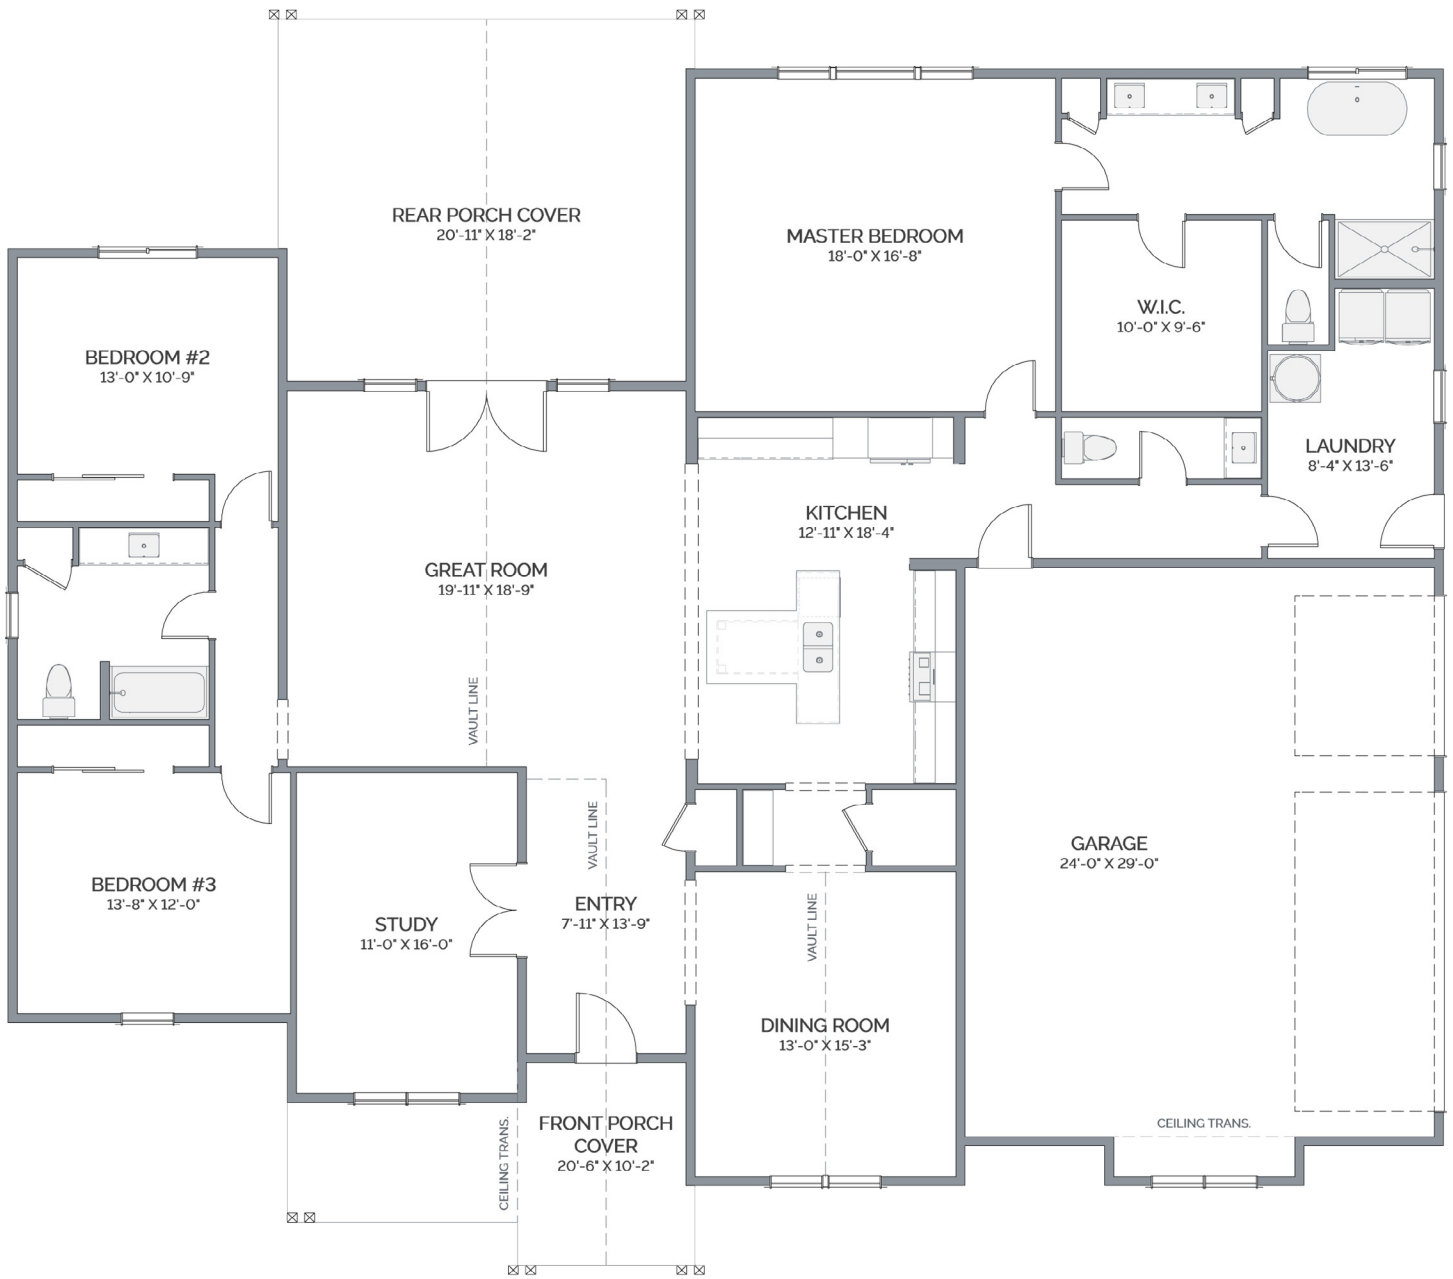 REAR PORCH COVER
20'-11" X 18'-2"
MASTER BEDROOM
18'-0" X 16'-8"
W.I.C.
10'-0" X 9'-6"
BEDROOM #2
13'-0" X 10'-9"
LAUNDRY
8'-4" X 13'-6"
KITCHEN
12'-11" X 18'-4"
GREAT ROOM
19'-11" X 18'-9"
VAULT LINE
VAULT LINE
GARAGE
24'-0" X 29'-0"
BEDROOM #3
13'-8" X 12'-0"
STUDY
11'-0" X 16'-0"
ENTRY
7'-11" X 13'-9"
VAULT LINE
DINING ROOM
13'-0" X 15'-3"
FRONT PORCH
COVER
20'-6" X 10'-2"
CEILING TRANS.
CEILING TRANS.